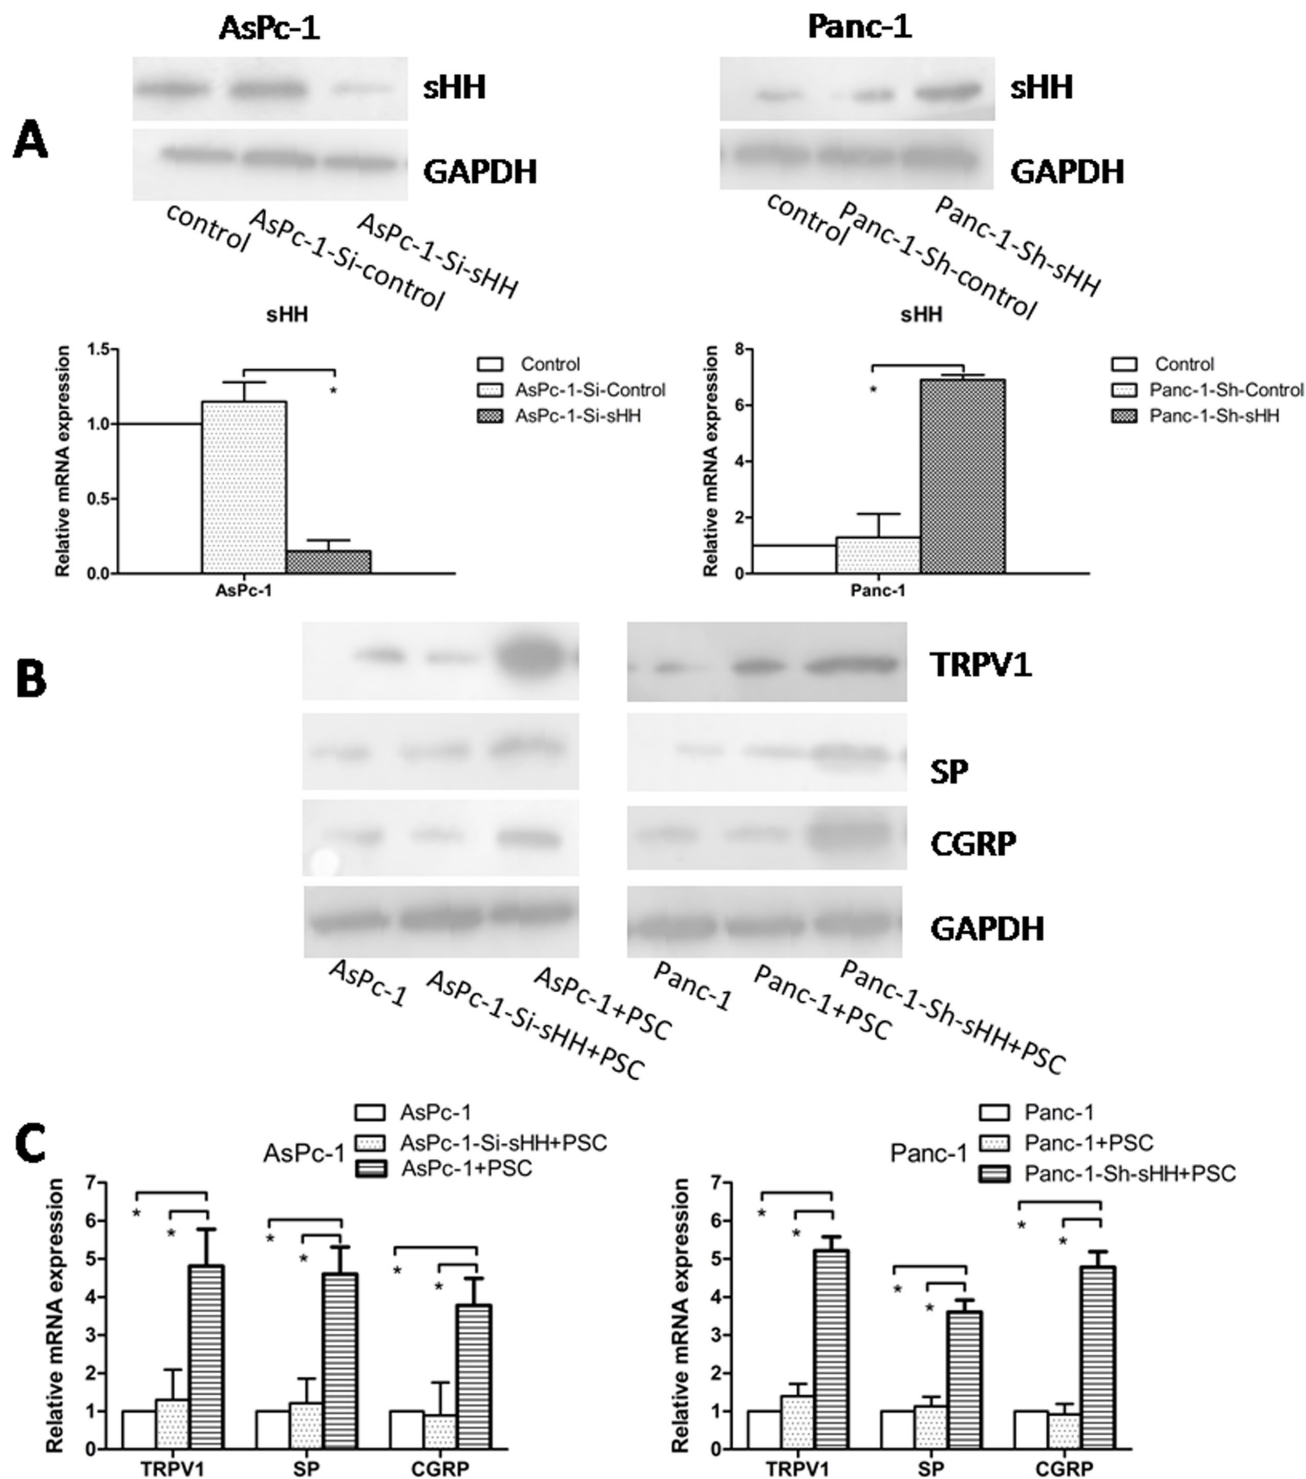 AsPc-1
Panc-1
A
sHH
sHH
GAPDH
GAPDH
control
AsPc-1-Si-control
AsPc-1-Si-sHH
control
Panc-1-Sh-control
Panc-1-Sh-sHH
sHH
Relative mRNA expression
1.5
1.0
0.5
0.0
*
AsPc-1
Control
AsPc-1-Si-Control
AsPc-1-Si-sHH
sHH
Relative mRNA expression
8
6
4
2
0
*
Panc-1
Control
Panc-1-Sh-Control
Panc-1-Sh-sHH
B
TRPV1
SP
CGRP
GAPDH
AsPc-1
AsPc-1-Si-sHH+PSC
AsPc-1+PSC
Panc-1
Panc-1+PSC
Panc-1-Sh-sHH+PSC
C
AsPc-1
AsPc-1
AsPc-1-Si-sHH+PSC
AsPc-1+PSC
Relative mRNA expression
7
6
5
4
3
2
1
0
* * * * * *
TRPV1 SP CGRP
Panc-1
Panc-1
Panc-1+PSC
Panc-1-Sh-sHH+PSC
Relative mRNA expression
7
6
5
4
3
2
1
0
* * * * * *
TRPV1 SP CGRP